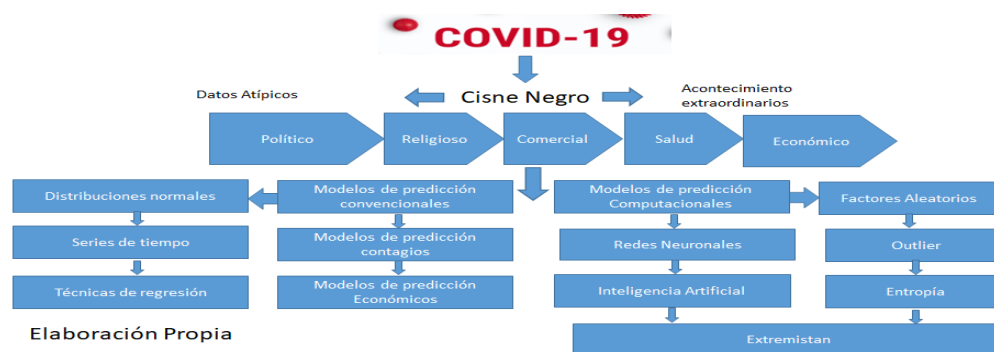 COVID-19
Datos Atípicos
Cisne Negro
Acontecimiento
extraordinarios
Político
Religioso
Comercial
Salud
Económico
Distribuciones normales
Modelos de predicción
convencionales
Modelos de predicción
Computacionales
Factores Aleatorios
Series de tiempo
Modelos de predicción
contagios
Redes Neuronales
Outlier
Técnicas de regresión
Modelos de predicción
Económicos
Inteligencia Artificial
Entropía
Elaboración Propia
Extremistan